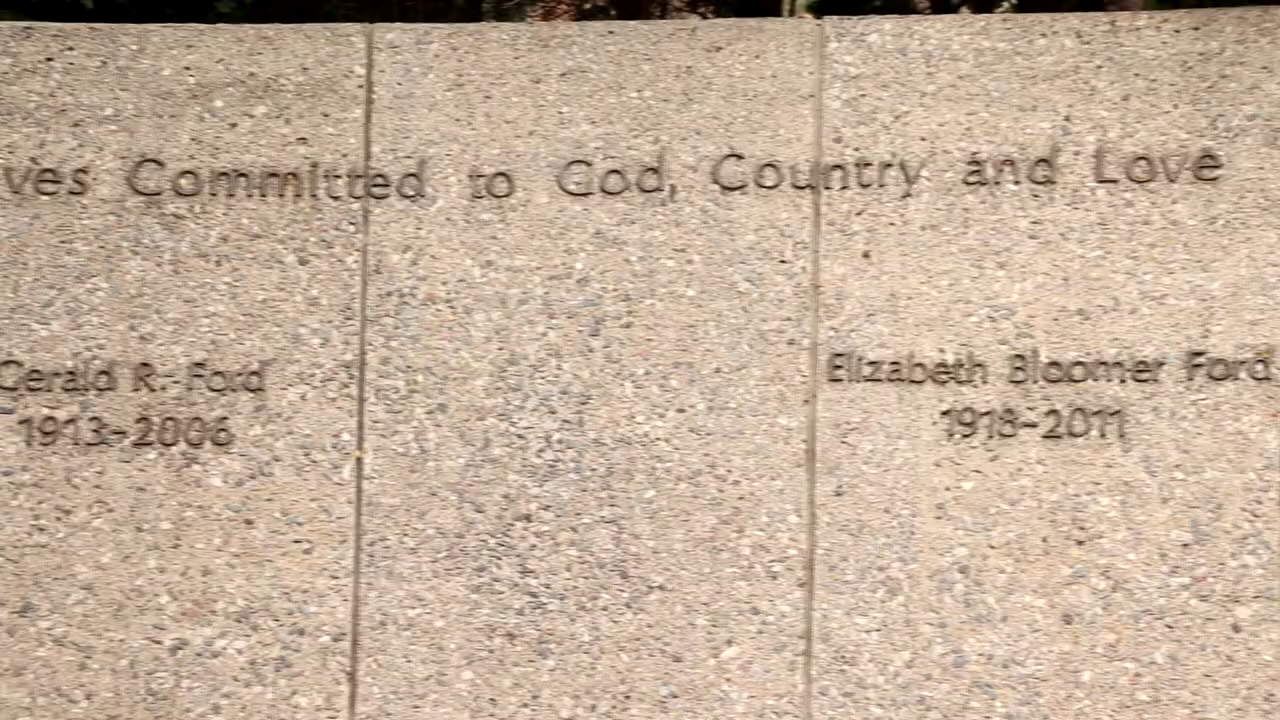 ves Committed to God, Country and Love
Gerald R. Ford
1913-2006
Elizabeth Bloomer Ford
1918-2011